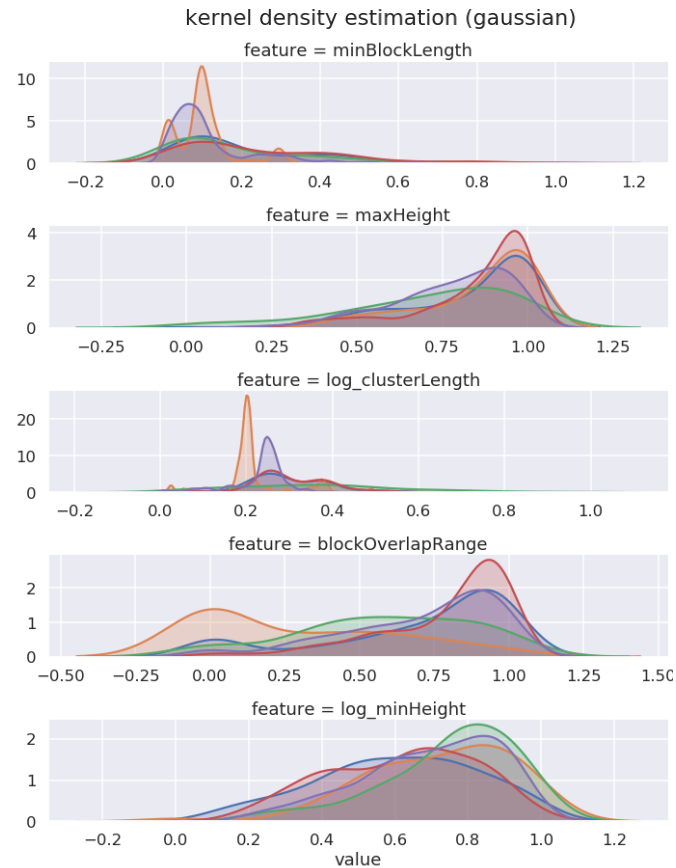 kernel density estimation (gaussian)
feature = minBlockLength
10
5
0
−0.2 0.0 0.2 0.4 0.6 0.8 1.0 1.2
feature = maxHeight
4
2
0
−0.25 0.00 0.25 0.50 0.75 1.00 1.25
feature = log_clusterLength
20
10
0
−0.2 0.0 0.2 0.4 0.6 0.8 1.0
feature = blockOverlapRange
2
1
0
−0.50 −0.25 0.00 0.25 0.50 0.75 1.00 1.25 1.50
feature = log_minHeight
2
1
0
−0.2 0.0 0.2 0.4 0.6 0.8 1.0 1.2
value